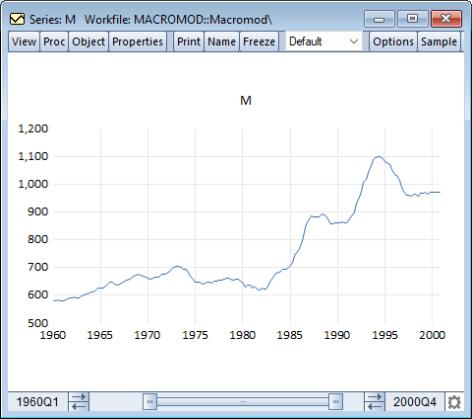 Series: M   Workfile: MACROMOD::Macromod\
View Proc Object Properties Print Name Freeze Default Options Sample
M
1,200
1,100
1,000
900
800
700
600
500
1960 1965 1970 1975 1980 1985 1990 1995 2000
1960Q1 ... 2000Q4